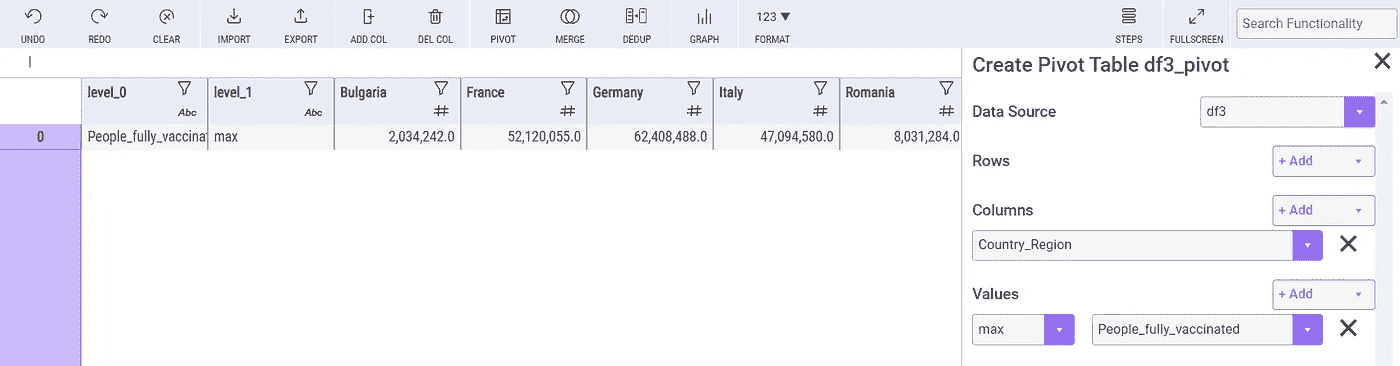 UNDO REDO CLEAR IMPORT EXPORT ADD COL DEL COL PIVOT MERGE DEDUP GRAPH 123 ▼ FORMAT STEPS FULLSCREEN Search Functionality
Create Pivot Table df3_pivot
level_0 level_1 Bulgaria France Germany Italy Romania
Abc Abc # # # # #
0 People_fully_vaccinat max 2,034,242.0 52,120,055.0 62,408,488.0 47,094,580.0 8,031,284.0
Data Source df3
Rows + Add
Columns + Add
Country_Region
Values + Add
max People_fully_vaccinated